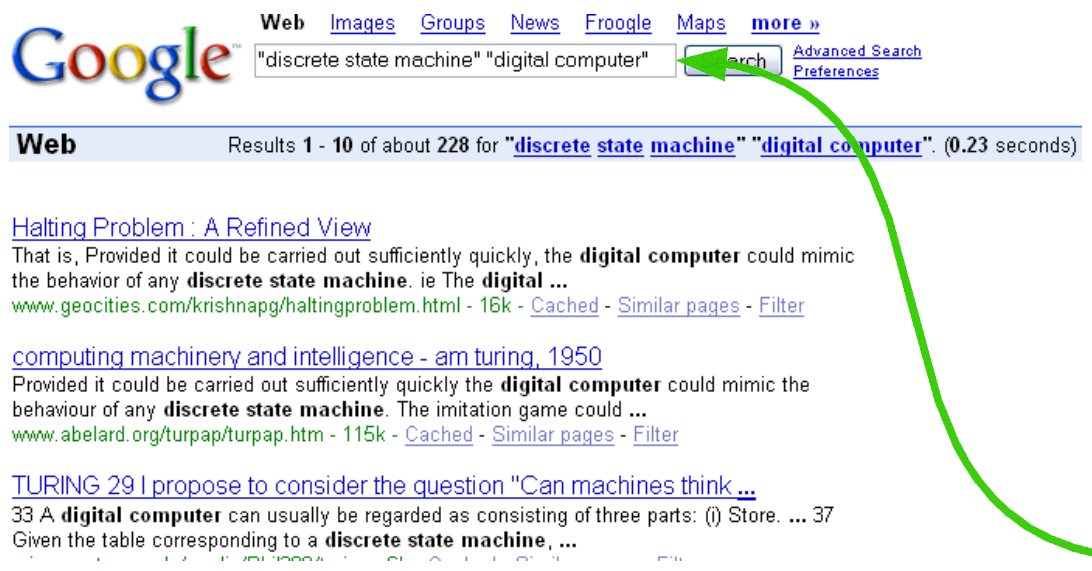 Web Images Groups News Froogle Maps more »
Google™
"discrete state machine" "digital computer" Search Advanced Search
Preferences
Web Results 1 - 10 of about 228 for "discrete state machine" "digital computer". (0.23 seconds)
Halting Problem : A Refined View
That is, Provided it could be carried out sufficiently quickly, the digital computer could mimic
the behavior of any discrete state machine. ie The digital ...
www.geocities.com/krishnapg/haltingproblem.html - 16k - Cached - Similar pages - Filter
computing machinery and intelligence - am turing, 1950
Provided it could be carried out sufficiently quickly the digital computer could mimic the
behaviour of any discrete state machine. The imitation game could ...
www.abelard.org/turpap/turpap.htm - 115k - Cached - Similar pages - Filter
TURING 29 I propose to consider the question "Can machines think ...
33 A digital computer can usually be regarded as consisting of three parts: (i) Store. ... 37
Given the table corresponding to a discrete state machine, ...